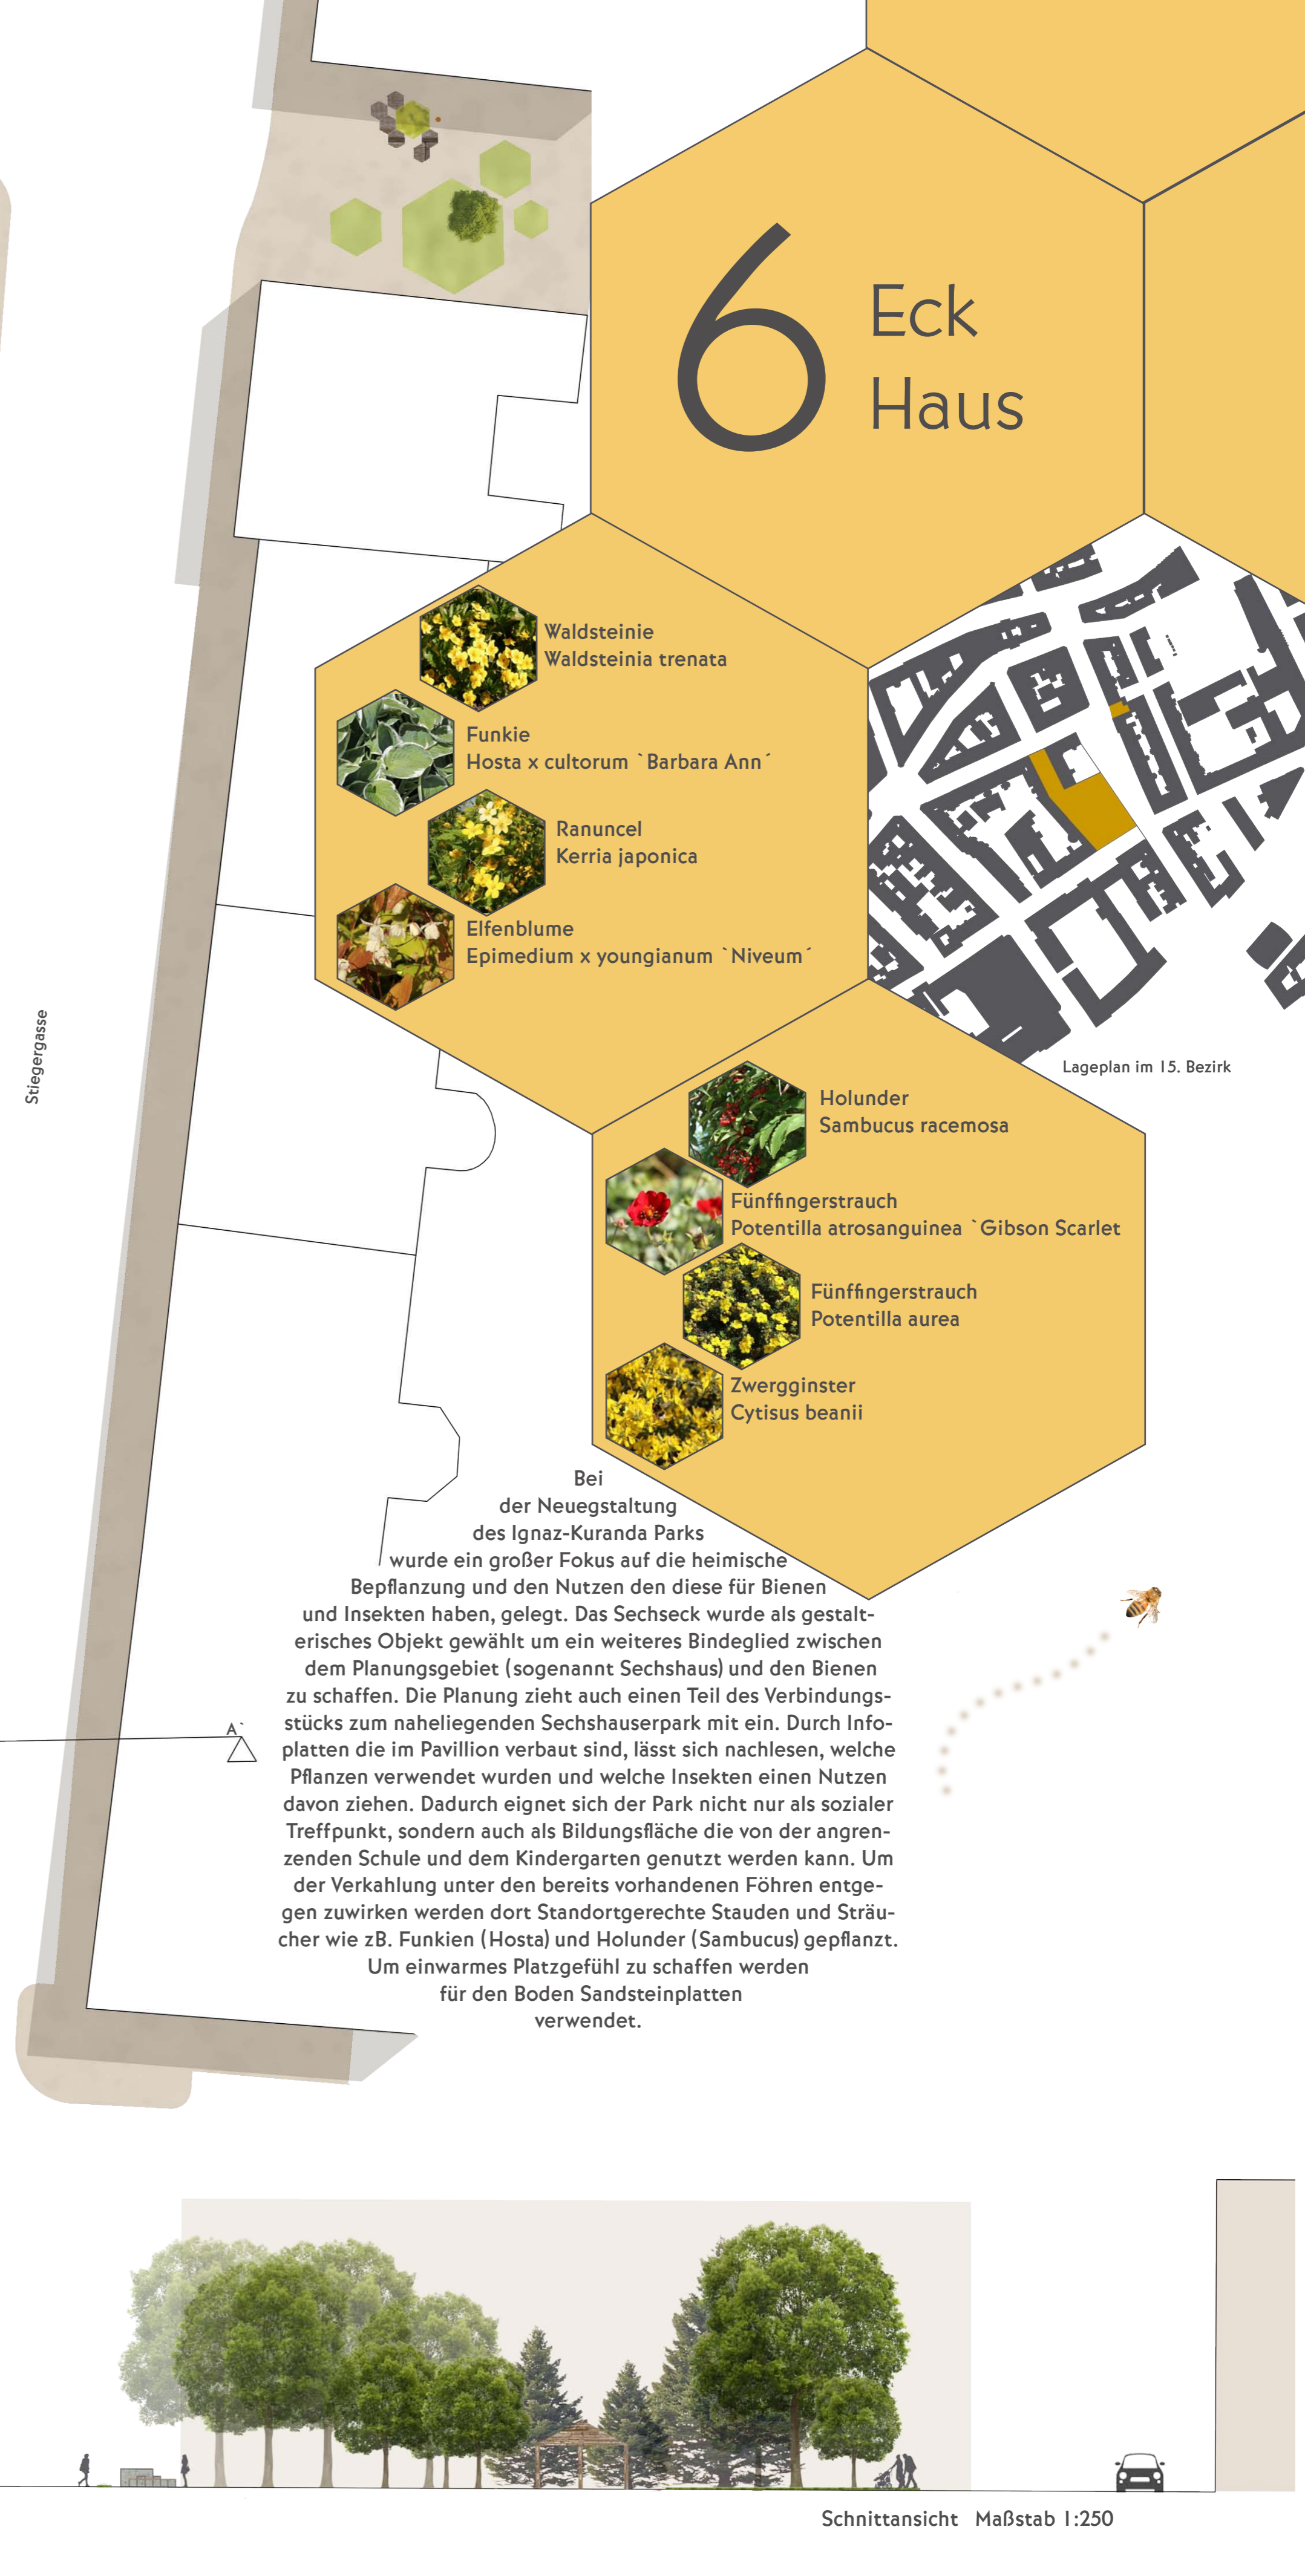 6
Eck
Haus
Waldsteinie
Waldsteinia trenata
Funkie
Hosta x cultorum `Barbara Ann´
Ranuncel
Kerria japonica
Elfenblume
Epimedium x youngianum `Niveum´
Stiegergasse
Lageplan im 15. Bezirk
Holunder
Sambucus racemosa
Fünffingerstrauch
Potentilla atrosanguinea `Gibson Scarlet
Fünffingerstrauch
Potentilla aurea
Zwergginster
Cytisus beanii
Bei
der Neuegstaltung
des Ignaz-Kuranda Parks
wurde ein großer Fokus auf die heimische
Bepflanzung und den Nutzen den diese für Bienen
und Insekten haben, gelegt. Das Sechseck wurde als gestalt-
erisches Objekt gewählt um ein weiteres Bindeglied zwischen
dem Planungsgebiet (sogenannt Sechshaus) und den Bienen
zu schaffen. Die Planung zieht auch einen Teil des Verbindungs-
stücks zum naheliegenden Sechshauserpark mit ein. Durch Info-
platten die im Pavillion verbaut sind, lässt sich nachlesen, welche
Pflanzen verwendet wurden und welche Insekten einen Nutzen
davon ziehen. Dadurch eignet sich der Park nicht nur als sozialer
Treffpunkt, sondern auch als Bildungsfläche die von der angren-
zenden Schule und dem Kindergarten genutzt werden kann. Um
der Verkahlung unter den bereits vorhandenen Föhren entge-
gen zuwirken werden dort Standortgerechte Stauden und Sträu-
cher wie zB. Funkien (Hosta) und Holunder (Sambucus) gepflanzt.
Um einwarmes Platzgefühl zu schaffen werden
für den Boden Sandsteinplatten
verwendet.
A`
Schnittansicht Maßstab 1:250